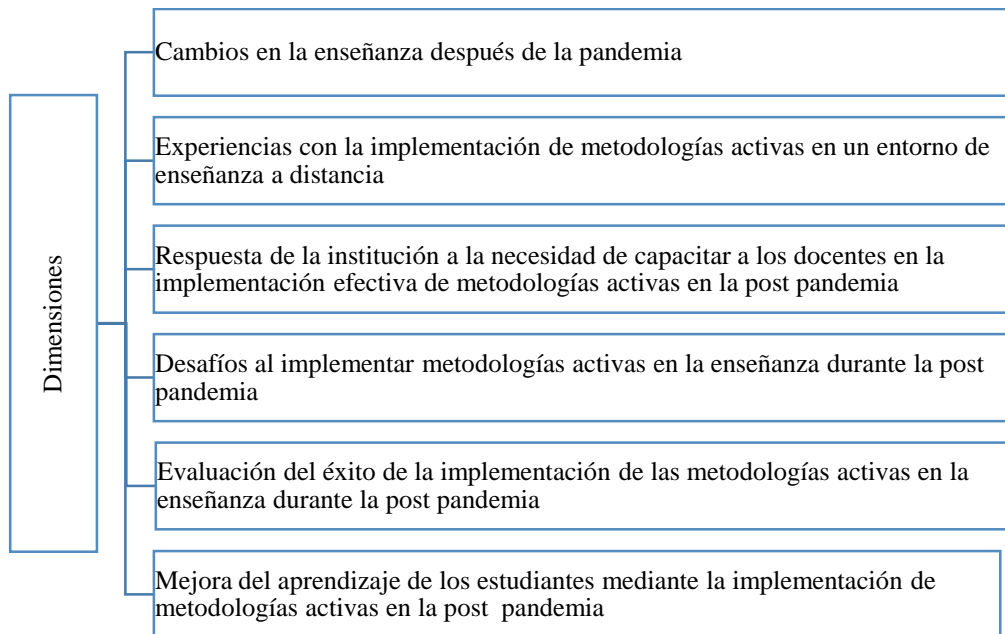 Dimensiones
Cambios en la enseñanza después de la pandemia
Experiencias con la implementación de metodologías activas en un entorno de
enseñanza a distancia
Respuesta de la institución a la necesidad de capacitar a los docentes en la
implementación efectiva de metodologías activas en la post pandemia
Desafíos al implementar metodologías activas en la enseñanza durante la post
pandemia
Evaluación del éxito de la implementación de las metodologías activas en la
enseñanza durante la post pandemia
Mejora del aprendizaje de los estudiantes mediante la implementación de
metodologías activas en la post  pandemia